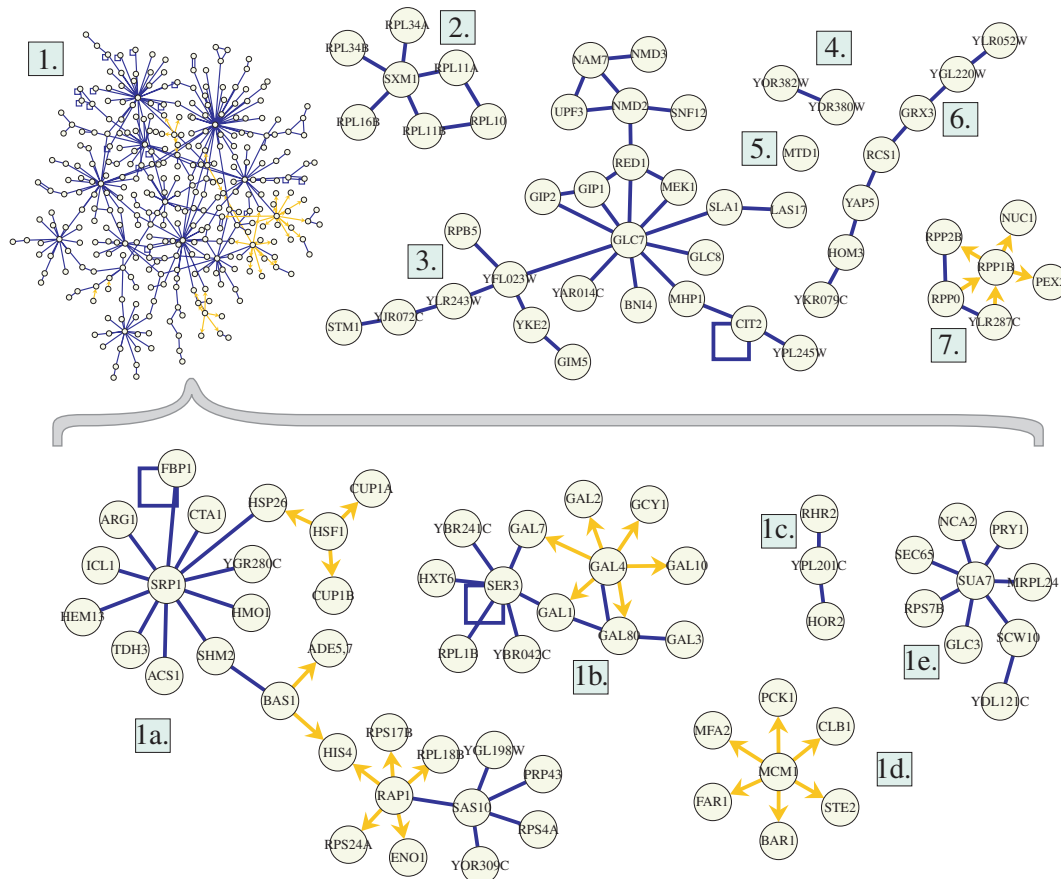 1.
2.
RPL34A
RPL34B
SXM1
RPL11A
RPL16B
RPL11B
RPL10
3.
NAM7
NMD3
UPF3
NMD2
SNF12
RED1
GIP2
GIP1
MEK1
SLA1
LAS17
GLC7
GLC8
RPB5
YFL023W
YAR014C
BNI4
MHP1
YLR243W
YJR072C
STM1
YKE2
GIM5
CIT2
YPL245W
4.
YOR382W
YDR380W
5.
MTD1
6.
YLR052W
YGL220W
GRX3
RCS1
YAP5
HOM3
YKR079C
7.
NUC1
RPP2B
RPP1B
RPP0
YLR287C
1a.
FBP1
HSP26
CUP1A
ARG1
CTA1
HSF1
ICL1
YGR280C
SRP1
CUP1B
HEM13
HMO1
TDH3
SHM2
ADE5,7
ACS1
BAS1
HIS4
RPS17B
RPL18B
YGL198W
PRP43
RAP1
SAS10
RPS24A
ENO1
RPS4A
YOR309C
1b.
YBR241C
GAL7
GAL2
GCY1
HXT6
SER3
GAL4
GAL10
GAL1
RPL1B
YBR042C
GAL80
GAL3
1c.
RHR2
YPL201C
HOR2
1d.
PCK1
MFA2
CLB1
MCM1
FAR1
STE2
BAR1
1e.
NCA2
PRY1
SEC65
SUA7
MRPL24
RPS7B
GLC3
SCW10
YDL121C